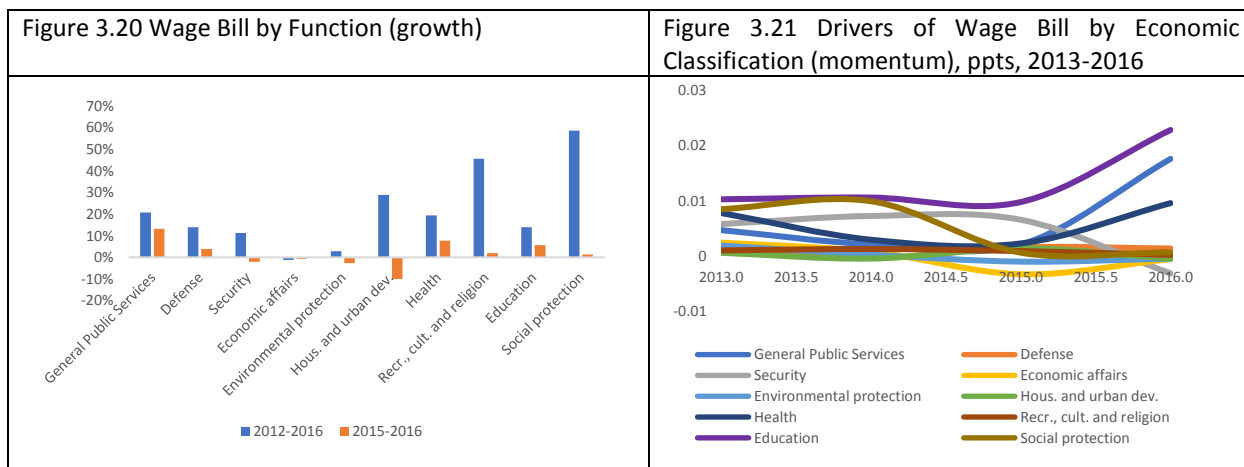 Figure 3.20 Wage Bill by Function (growth)
70%
60%
50%
40%
30%
20%
10%
0%
-10%
-20%
General Public Services
Defense
Security
Economic affairs
Environmental protection
Hous. and urban dev.
Health
Recr., cult. and religion
Education
Social protection
2012-2016
2015-2016
Figure 3.21 Drivers of Wage Bill by Economic
Classification (momentum), ppts, 2013-2016
0.03
0.02
0.01
0
-0.01
2013.0
2013.5
2014.0
2014.5
2015.0
2015.5
2016.0
General Public Services
Defense
Security
Economic affairs
Environmental protection
Hous. and urban dev.
Health
Recr., cult. and religion
Education
Social protection